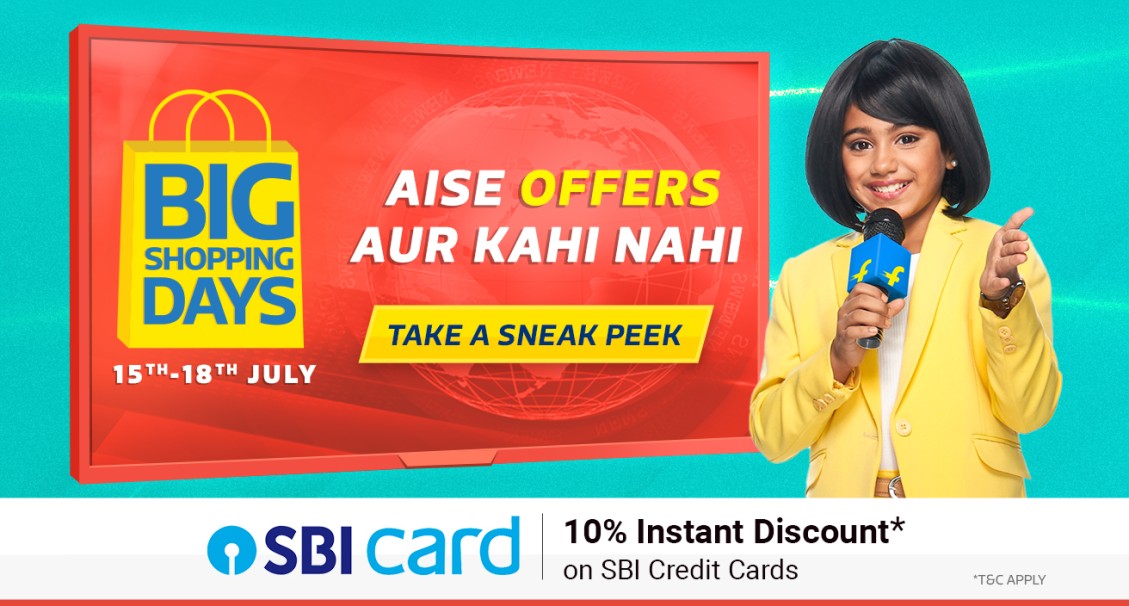 BIG
SHOPPING
DAYS
15TH-18TH JULY
AISE OFFERS
AUR KAHI NAHI
TAKE A SNEAK PEEK
SBI card
10% Instant Discount*
on SBI Credit Cards
*T&C APPLY